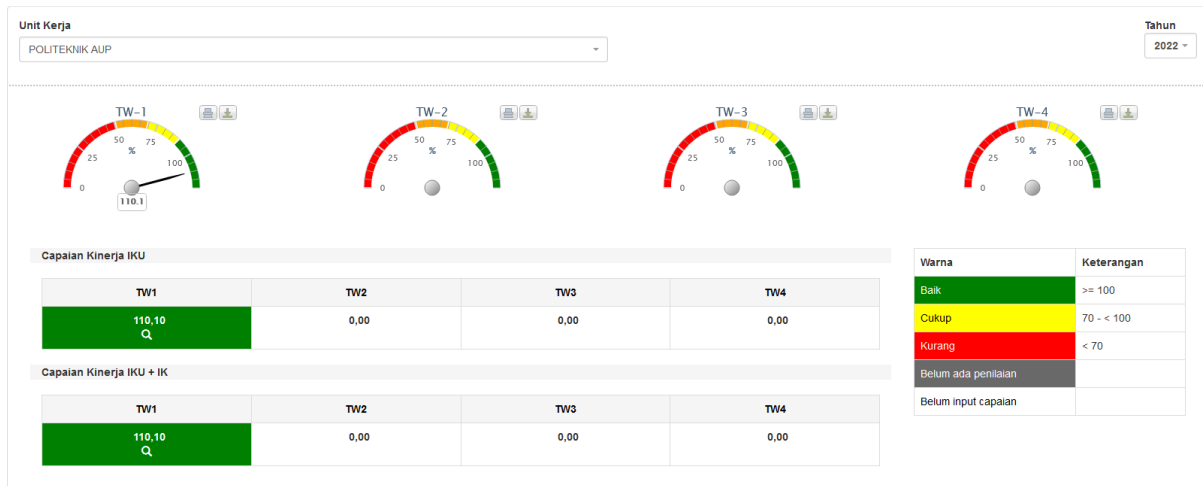 Unit Kerja
POLITEKNIK AUP
Tahun
2022
TW-1
0 25 50 75 100
%
110.1
TW-2
0 25 50 75 100
%
TW-3
0 25 50 75 100
%
TW-4
0 25 50 75 100
%
Capaian Kinerja IKU
TW1 TW2 TW3 TW4
110,10 0,00 0,00 0,00
Capaian Kinerja IKU + IK
TW1 TW2 TW3 TW4
110,10 0,00 0,00 0,00
Warna Keterangan
Baik >= 100
Cukup 70 - < 100
Kurang < 70
Belum ada penilaian
Belum input capaian